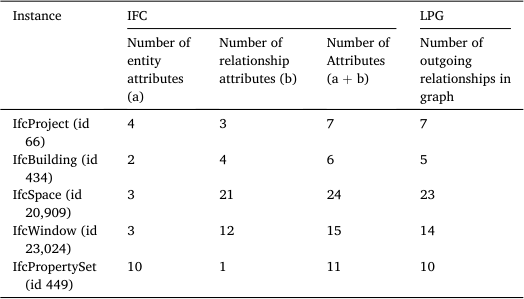 Instance IFC LPG
Number of Number of Number of Number of
entity relationship Attributes outgoing
attributes attributes (b) (a + b) relationships in
(a) graph
IfcProject (id 4 3 7 7
66)
IfcBuilding (id 2 4 6 5
434)
IfcSpace (id 3 21 24 23
20,909)
IfcWindow (id 3 12 15 14
23,024)
IfcPropertySet 10 1 11 10
(id 449)